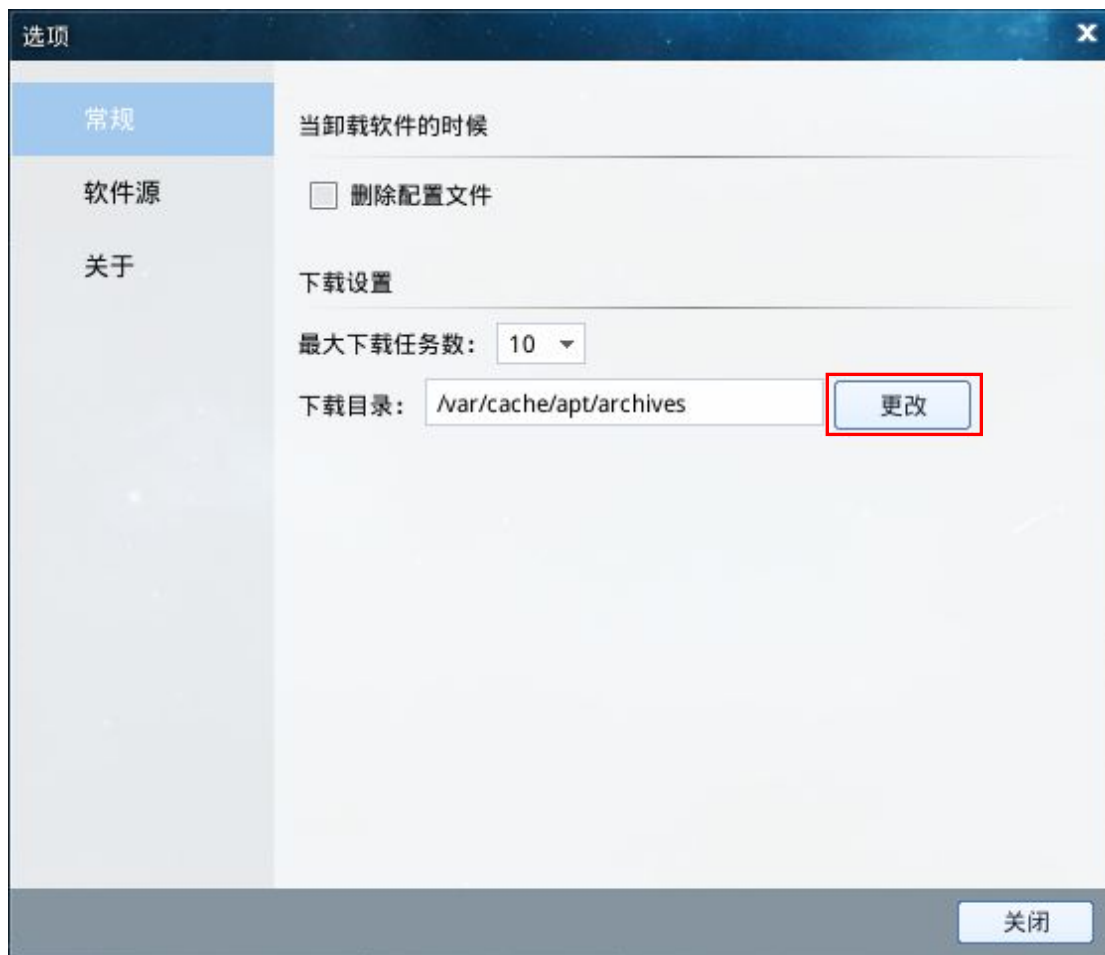 选项
常规
软件源
关于
当卸载软件的时候
删除配置文件
下载设置
最大下载任务数: 10
下载目录: /var/cache/apt/archives 更改
关闭